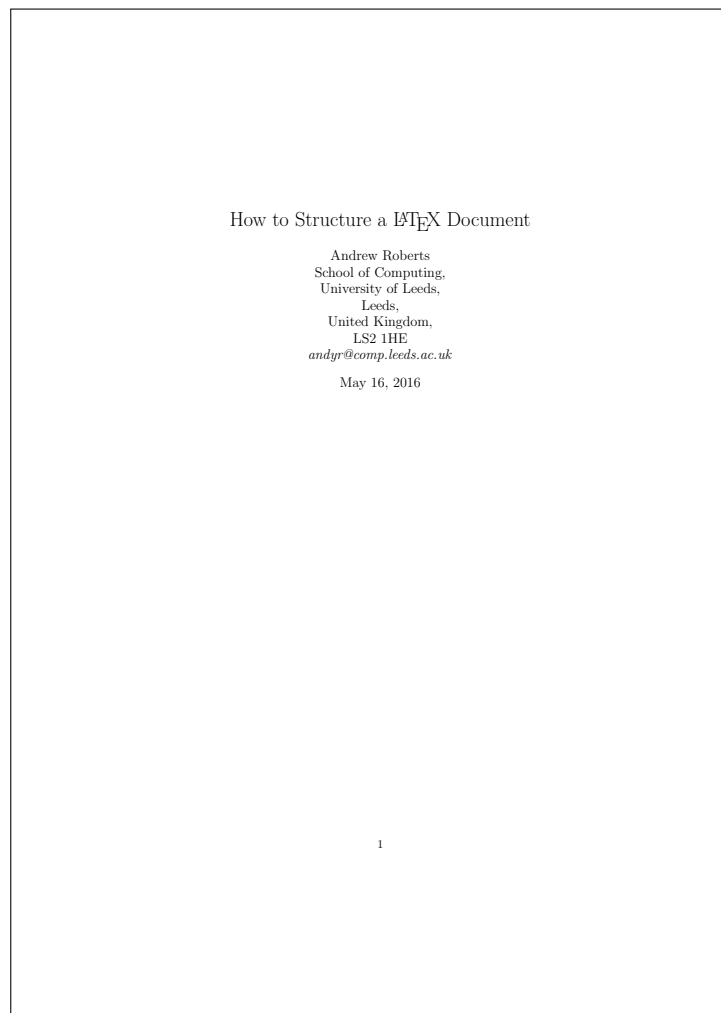 How to Structure a LATEX Document
Andrew Roberts
School of Computing,
University of Leeds,
Leeds,
United Kingdom,
LS2 1HE
andyr@comp.leeds.ac.uk
May 16, 2016
1